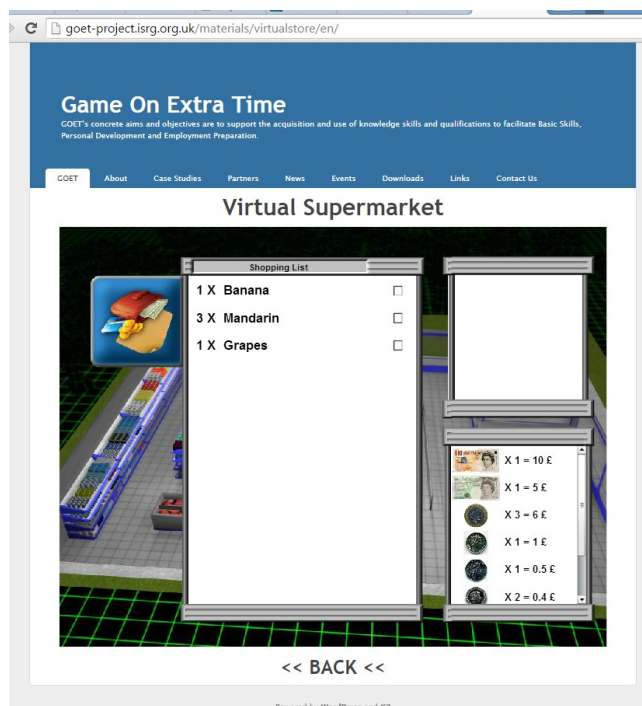 goet-project.isrg.org.uk/materials/virtualstore/en/
Game On Extra Time
GOET's concrete aims and objectives are to support the acquisition and use of knowledge skills and qualifications to facilitate Basic Skills,
Personal Development and Employment Preparation.
GOET About Case Studies Partners News Events Downloads Links Contact Us
Virtual Supermarket
Shopping List
1 X Banana
3 X Mandarin
1 X Grapes
X 1 = 10 £
X 1 = 5 £
X 3 = 6 £
X 1 = 1 £
X 1 = 0.5 £
X 2 = 0.4 £
<< BACK <<